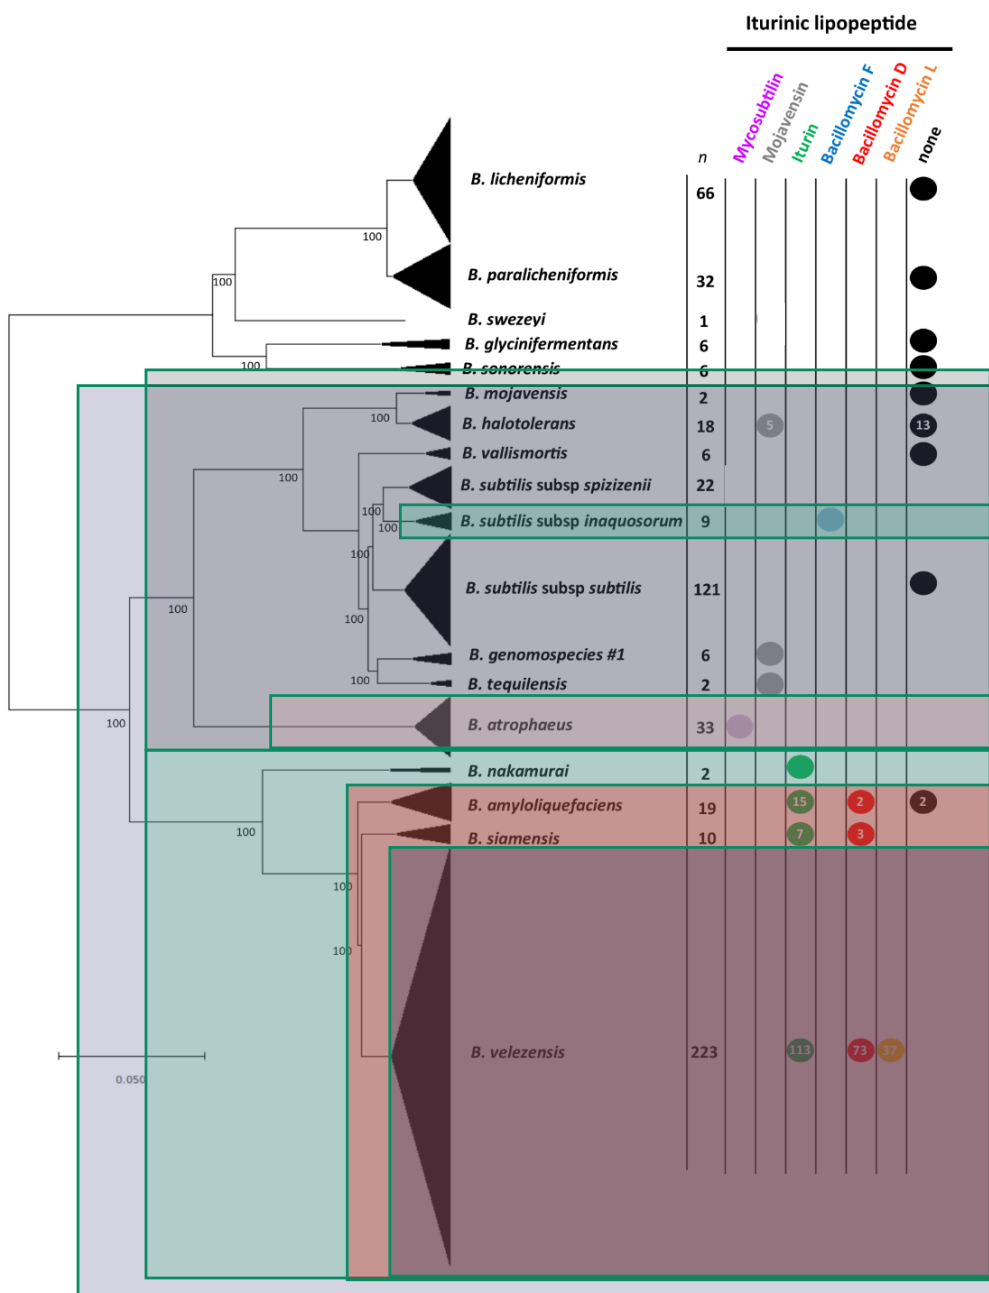 Iturinic lipopeptide
n Mycosubtilin Mojavensin Iturin Bacillomycin F Bacillomycin D Bacillomycin L none
B. licheniformis 66
100
B. paralicheniformis 32
100
B. swezeyi 1
B. glycinifermentans 6
100
B. sonorensis 6
B. mojavensis 2
100
B. halotolerans 18 5 13
B. vallismortis 6
100
B. subtilis subsp spizizenii 22
100
B. subtilis subsp inaquosorum 9
100
100
B. subtilis subsp subtilis 121
100
100
B. genomospecies #1 6
100
B. tequilensis 2
100
B. atrophaeus 33
B. nakamurai 2
B. amyloliquefaciens 19 15 2 2
100
B. siamensis 10 7 3
100
100
B. velezensis 223 113 73 37
0.050